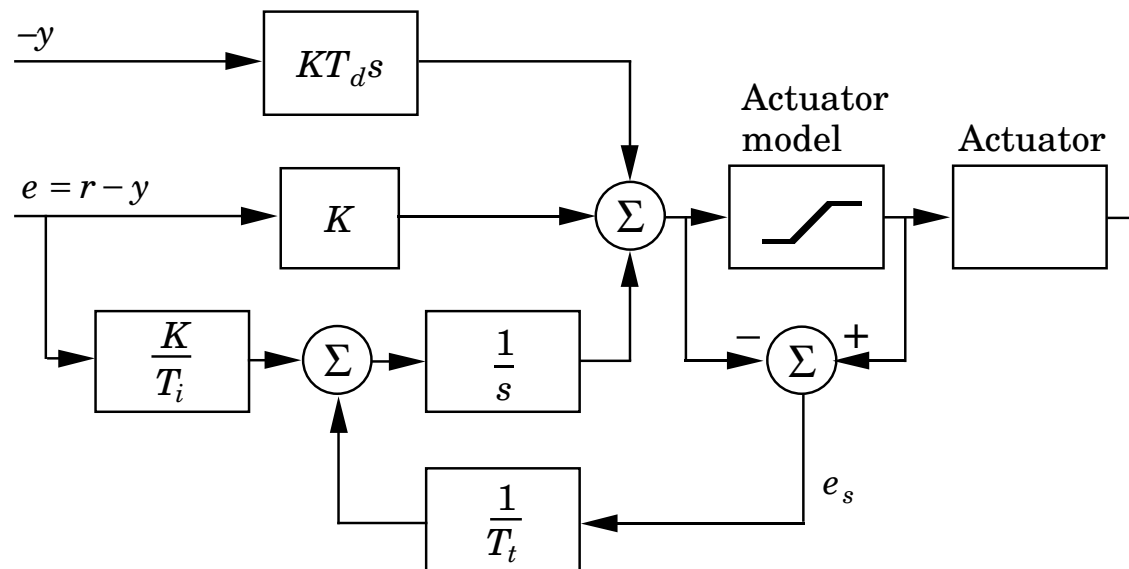 −y
KT_d s
Actuator
model
Actuator
e = r − y
K
Σ
K
T_i
Σ
1
s
−
+
Σ
1
T_t
e_s